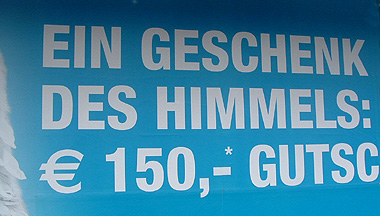 EIN GESCHENK
DES HIMMELS:
€ 150,-* GUTSC